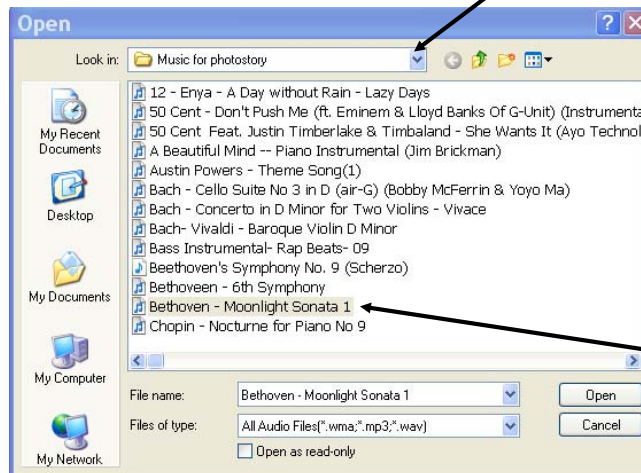 Open
Look in: Music for photostory
My Recent
Documents
Desktop
My Documents
My Computer
My Network
12 - Enya - A Day without Rain - Lazy Days
50 Cent - Don't Push Me (ft. Eminem & Lloyd Banks Of G-Unit) (Instrumenta
50 Cent Feat. Justin Timberlake & Timbaland - She Wants It (Ayo Technol
A Beautiful Mind -- Piano Instrumental (Jim Brickman)
Austin Powers - Theme Song(1)
Bach - Cello Suite No 3 in D (air-G) (Bobby McFerrin & Yoyo Ma)
Bach - Concerto in D Minor for Two Violins - Vivace
Bach- Vivaldi - Baroque Violin D Minor
Bass Instrumental- Rap Beats- 09
Beethoven's Symphony No. 9 (Scherzo)
Bethoveen - 6th Symphony
Bethoven - Moonlight Sonata 1
Chopin - Nocturne for Piano No 9
File name: Bethoven - Moonlight Sonata 1 Open
Files of type: All Audio Files(*.wma;*.mp3;*.wav) Cancel
Open as read-only